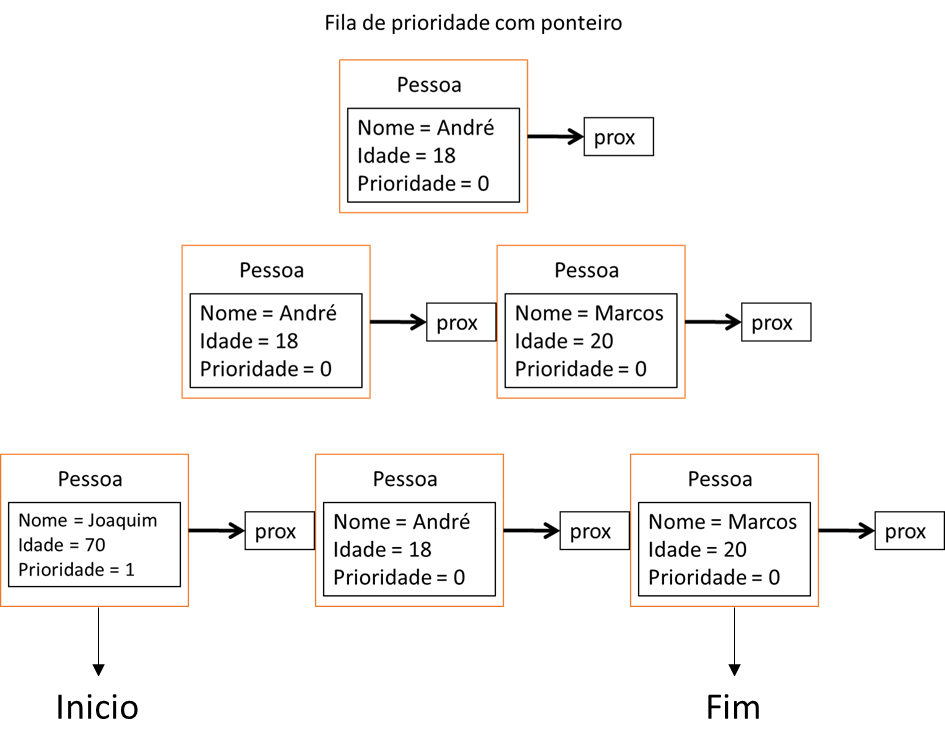 Fila de prioridade com ponteiro
Pessoa
Nome = André
Idade = 18
Prioridade = 0
prox
Pessoa
Nome = André
Idade = 18
Prioridade = 0
prox
Pessoa
Nome = Marcos
Idade = 20
Prioridade = 0
prox
Pessoa
Nome = Joaquim
Idade = 70
Prioridade = 1
prox
Pessoa
Nome = André
Idade = 18
Prioridade = 0
prox
Pessoa
Nome = Marcos
Idade = 20
Prioridade = 0
prox
Inicio
Fim